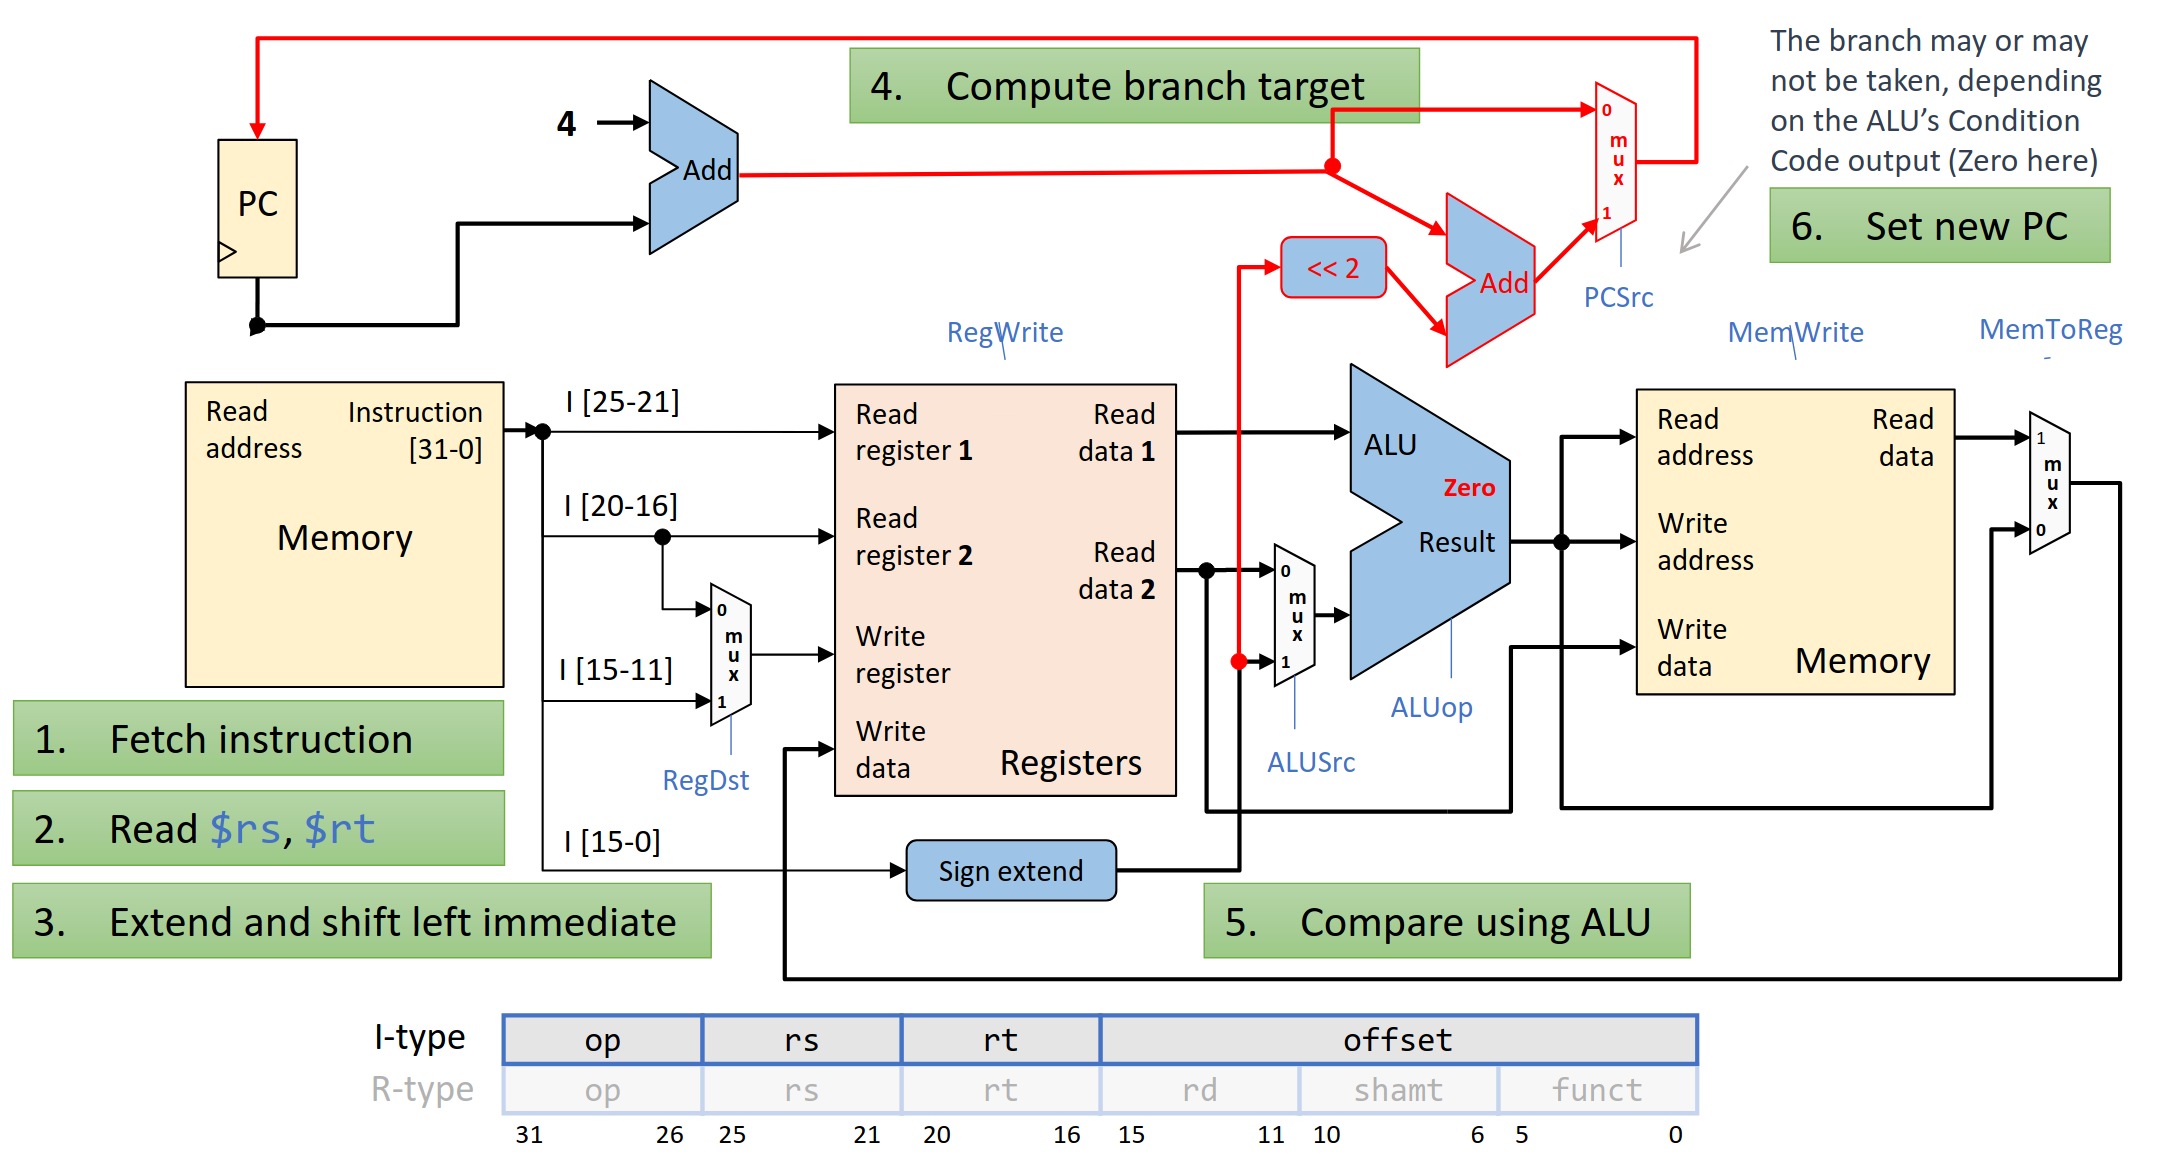 The branch may or may
not be taken, depending
on the ALU's Condition
Code output (Zero here)
4. Compute branch target
6. Set new PC
4
Add
PC
0
m
u
x
1
<< 2
Add
PCSrc
RegWrite
MemWrite
MemToReg
Read
address
Instruction
[31-0]
Memory
I [25-21]
I [20-16]
I [15-11]
I [15-0]
0
m
u
x
1
RegDst
Read
register 1
Read
register 2
Write
register
Write
data
Read
data 1
Read
data 2
Registers
Sign extend
0
m
u
x
1
ALUSrc
ALU
Zero
Result
ALUop
Read
address
Write
address
Write
data
Read
data
Memory
1
m
u
x
0
1. Fetch instruction
2. Read $rs, $rt
3. Extend and shift left immediate
5. Compare using ALU
I-type op rs rt offset
R-type op rs rt rd shamt funct
31 26 25 21 20 16 15 11 10 6 5 0